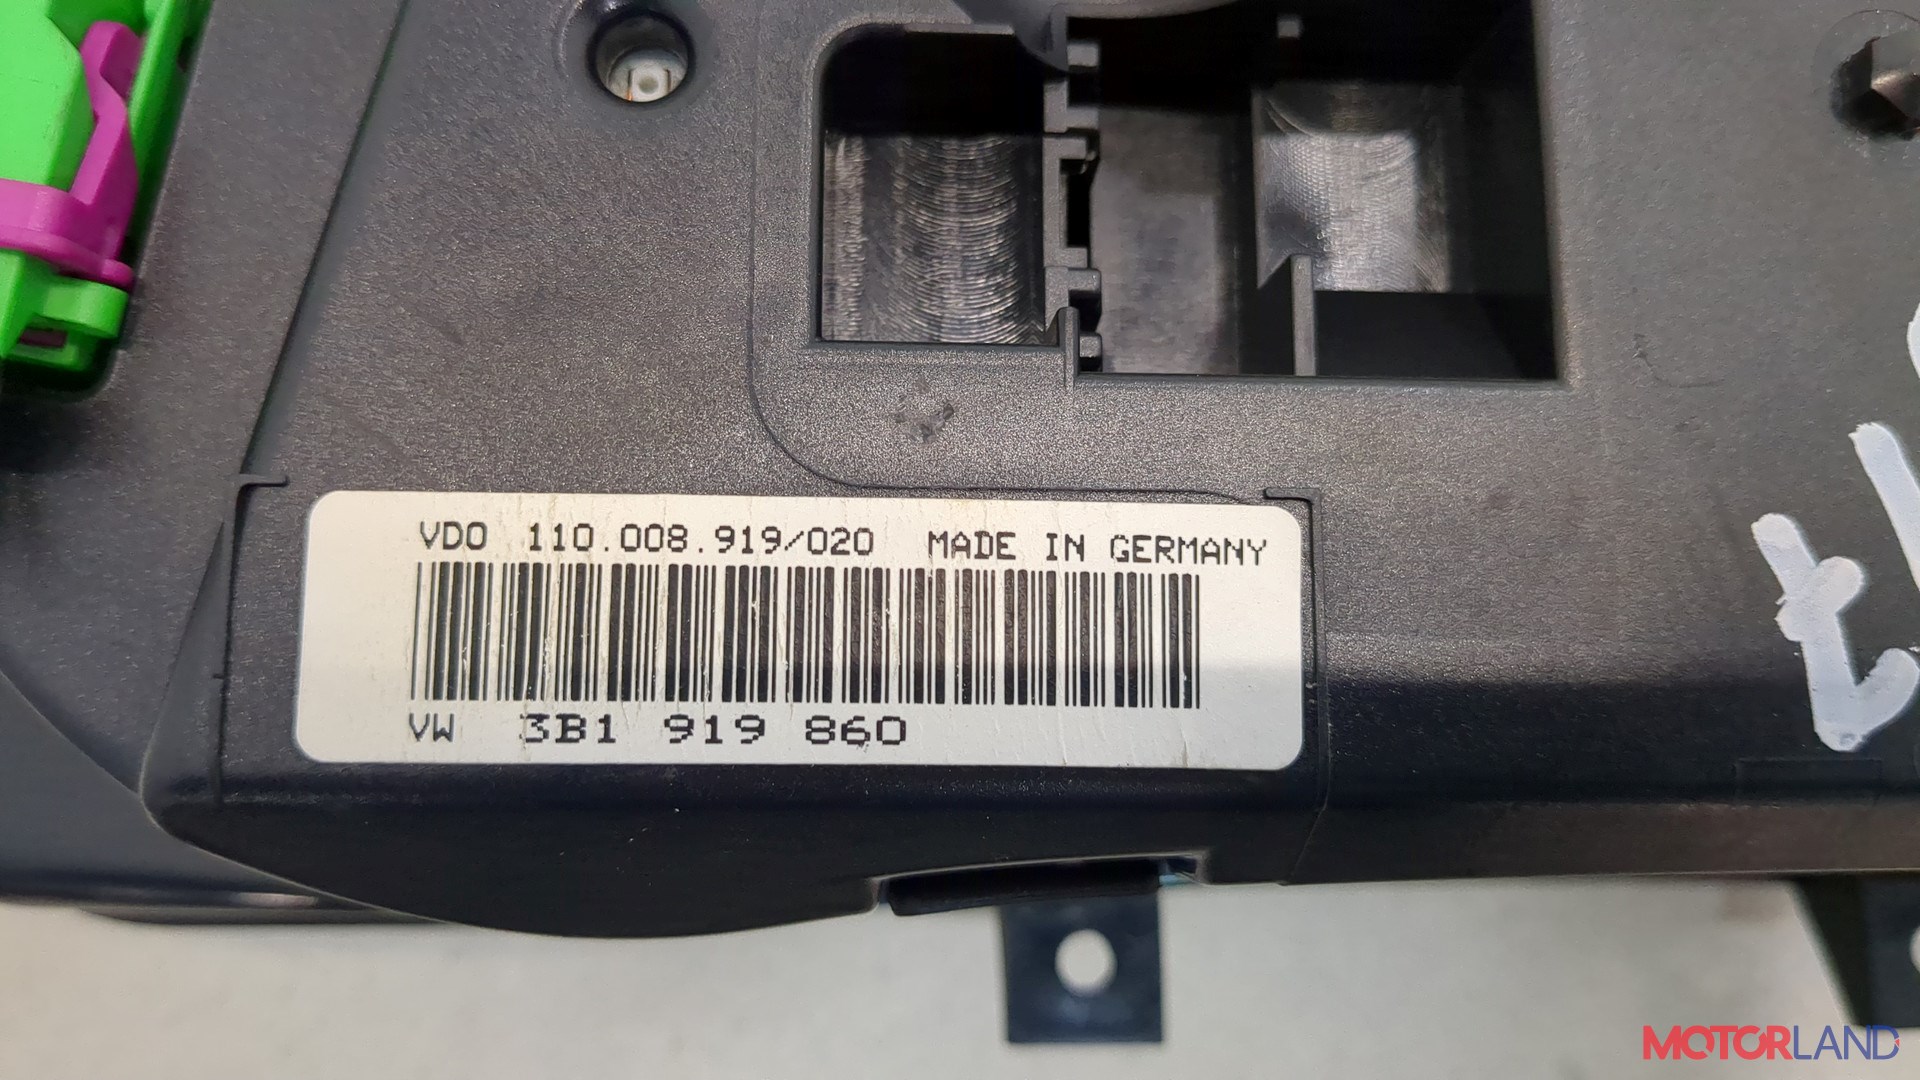 VDO 110.008.919/020 MADE IN GERMANY
VW 3B1 919 860
MOTORLAND